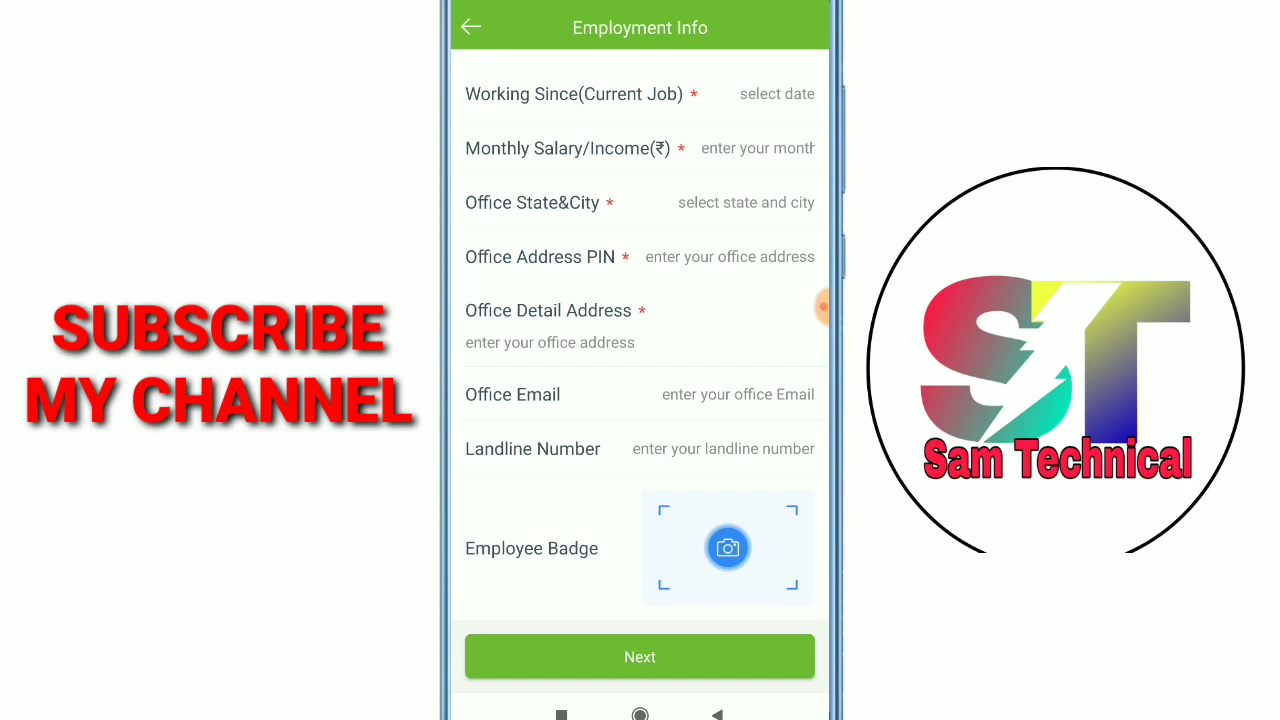 Employment Info
Working Since(Current Job) * select date
Monthly Salary/Income(₹) * enter your month
Office State&City * select state and city
Office Address PIN * enter your office address
Office Detail Address *
enter your office address
Office Email enter your office Email
Landline Number enter your landline number
Employee Badge
Next
SUBSCRIBE
MY CHANNEL
ST
Sam Technical